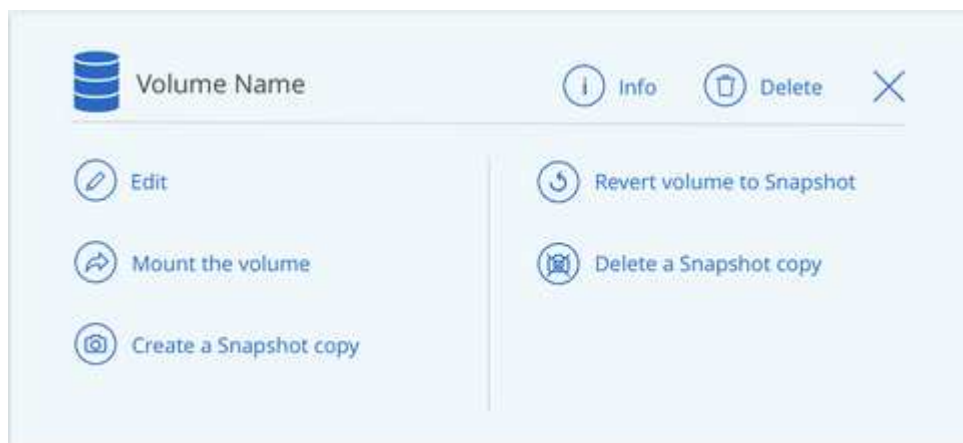 Volume Name
Info
Delete
Edit
Mount the volume
Create a Snapshot copy
Revert volume to Snapshot
Delete a Snapshot copy